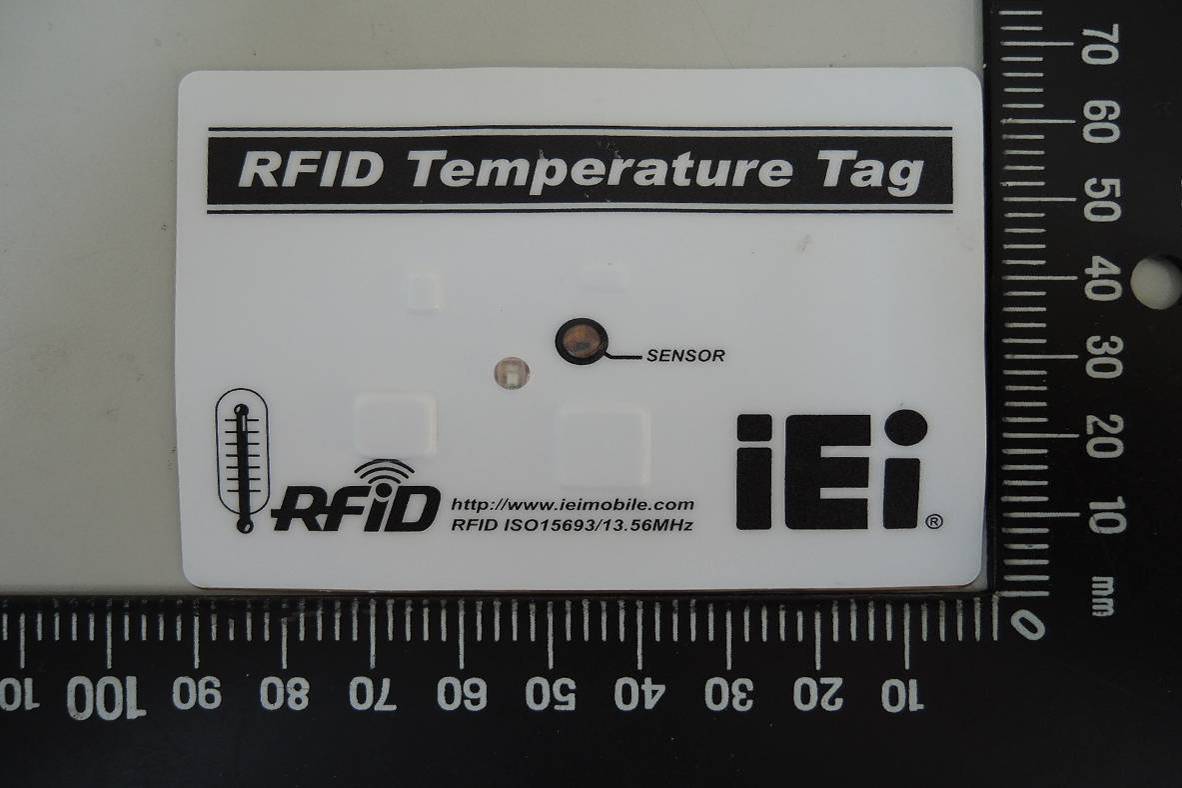 RFID Temperature Tag
SENSOR
RFiD
http://www.ieimobile.com
RFID ISO15693/13.56MHz
iEi®
70
60
50
40
30
20
10
mm
0
10 100 90 80 70 60 50 40 30 20 10